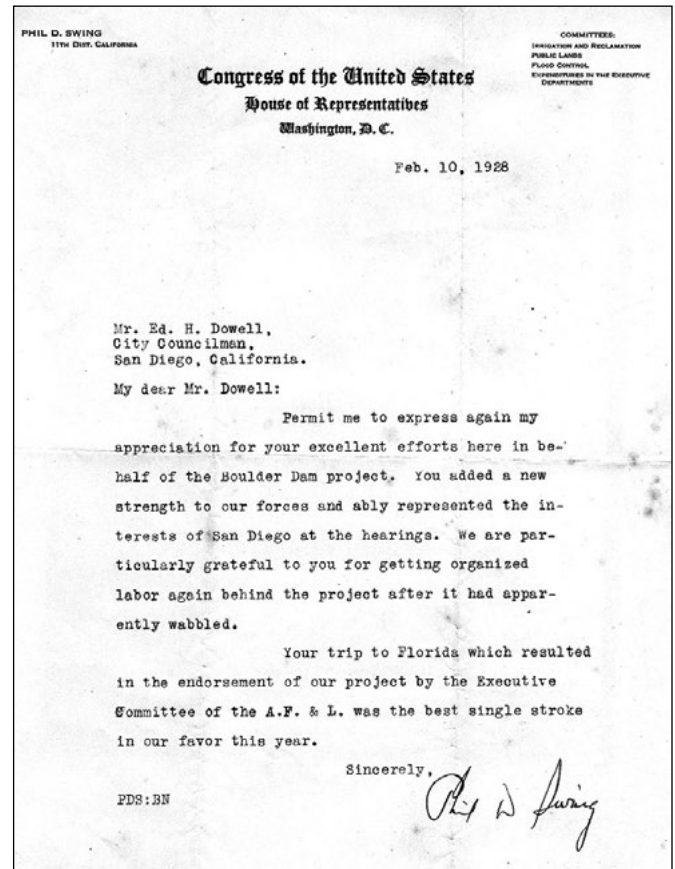 PHIL D. SWING
11TH DIST. CALIFORNIA
COMMITTEES:
IRRIGATION AND RECLAMATION
PUBLIC LANDS
FLOOD CONTROL
EXPENDITURES IN THE EXECUTIVE
DEPARTMENTS
Congress of the United States
House of Representatives
Washington, D. C.
Feb. 10, 1928
Mr. Ed. H. Dowell,
City Councilman,
San Diego, California.
My dear Mr. Dowell:
Permit me to express again my
appreciation for your excellent efforts here in be-
half of the Boulder Dam project. You added a new
strength to our forces and ably represented the in-
terests of San Diego at the hearings. We are par-
ticularly grateful to you for getting organized
labor again behind the project after it had appar-
ently wabbled.
Your trip to Florida which resulted
in the endorsement of our project by the Executive
Committee of the A.F. & L. was the best single stroke
in our favor this year.
Sincerely,
Phil D Swing
PDS:BN